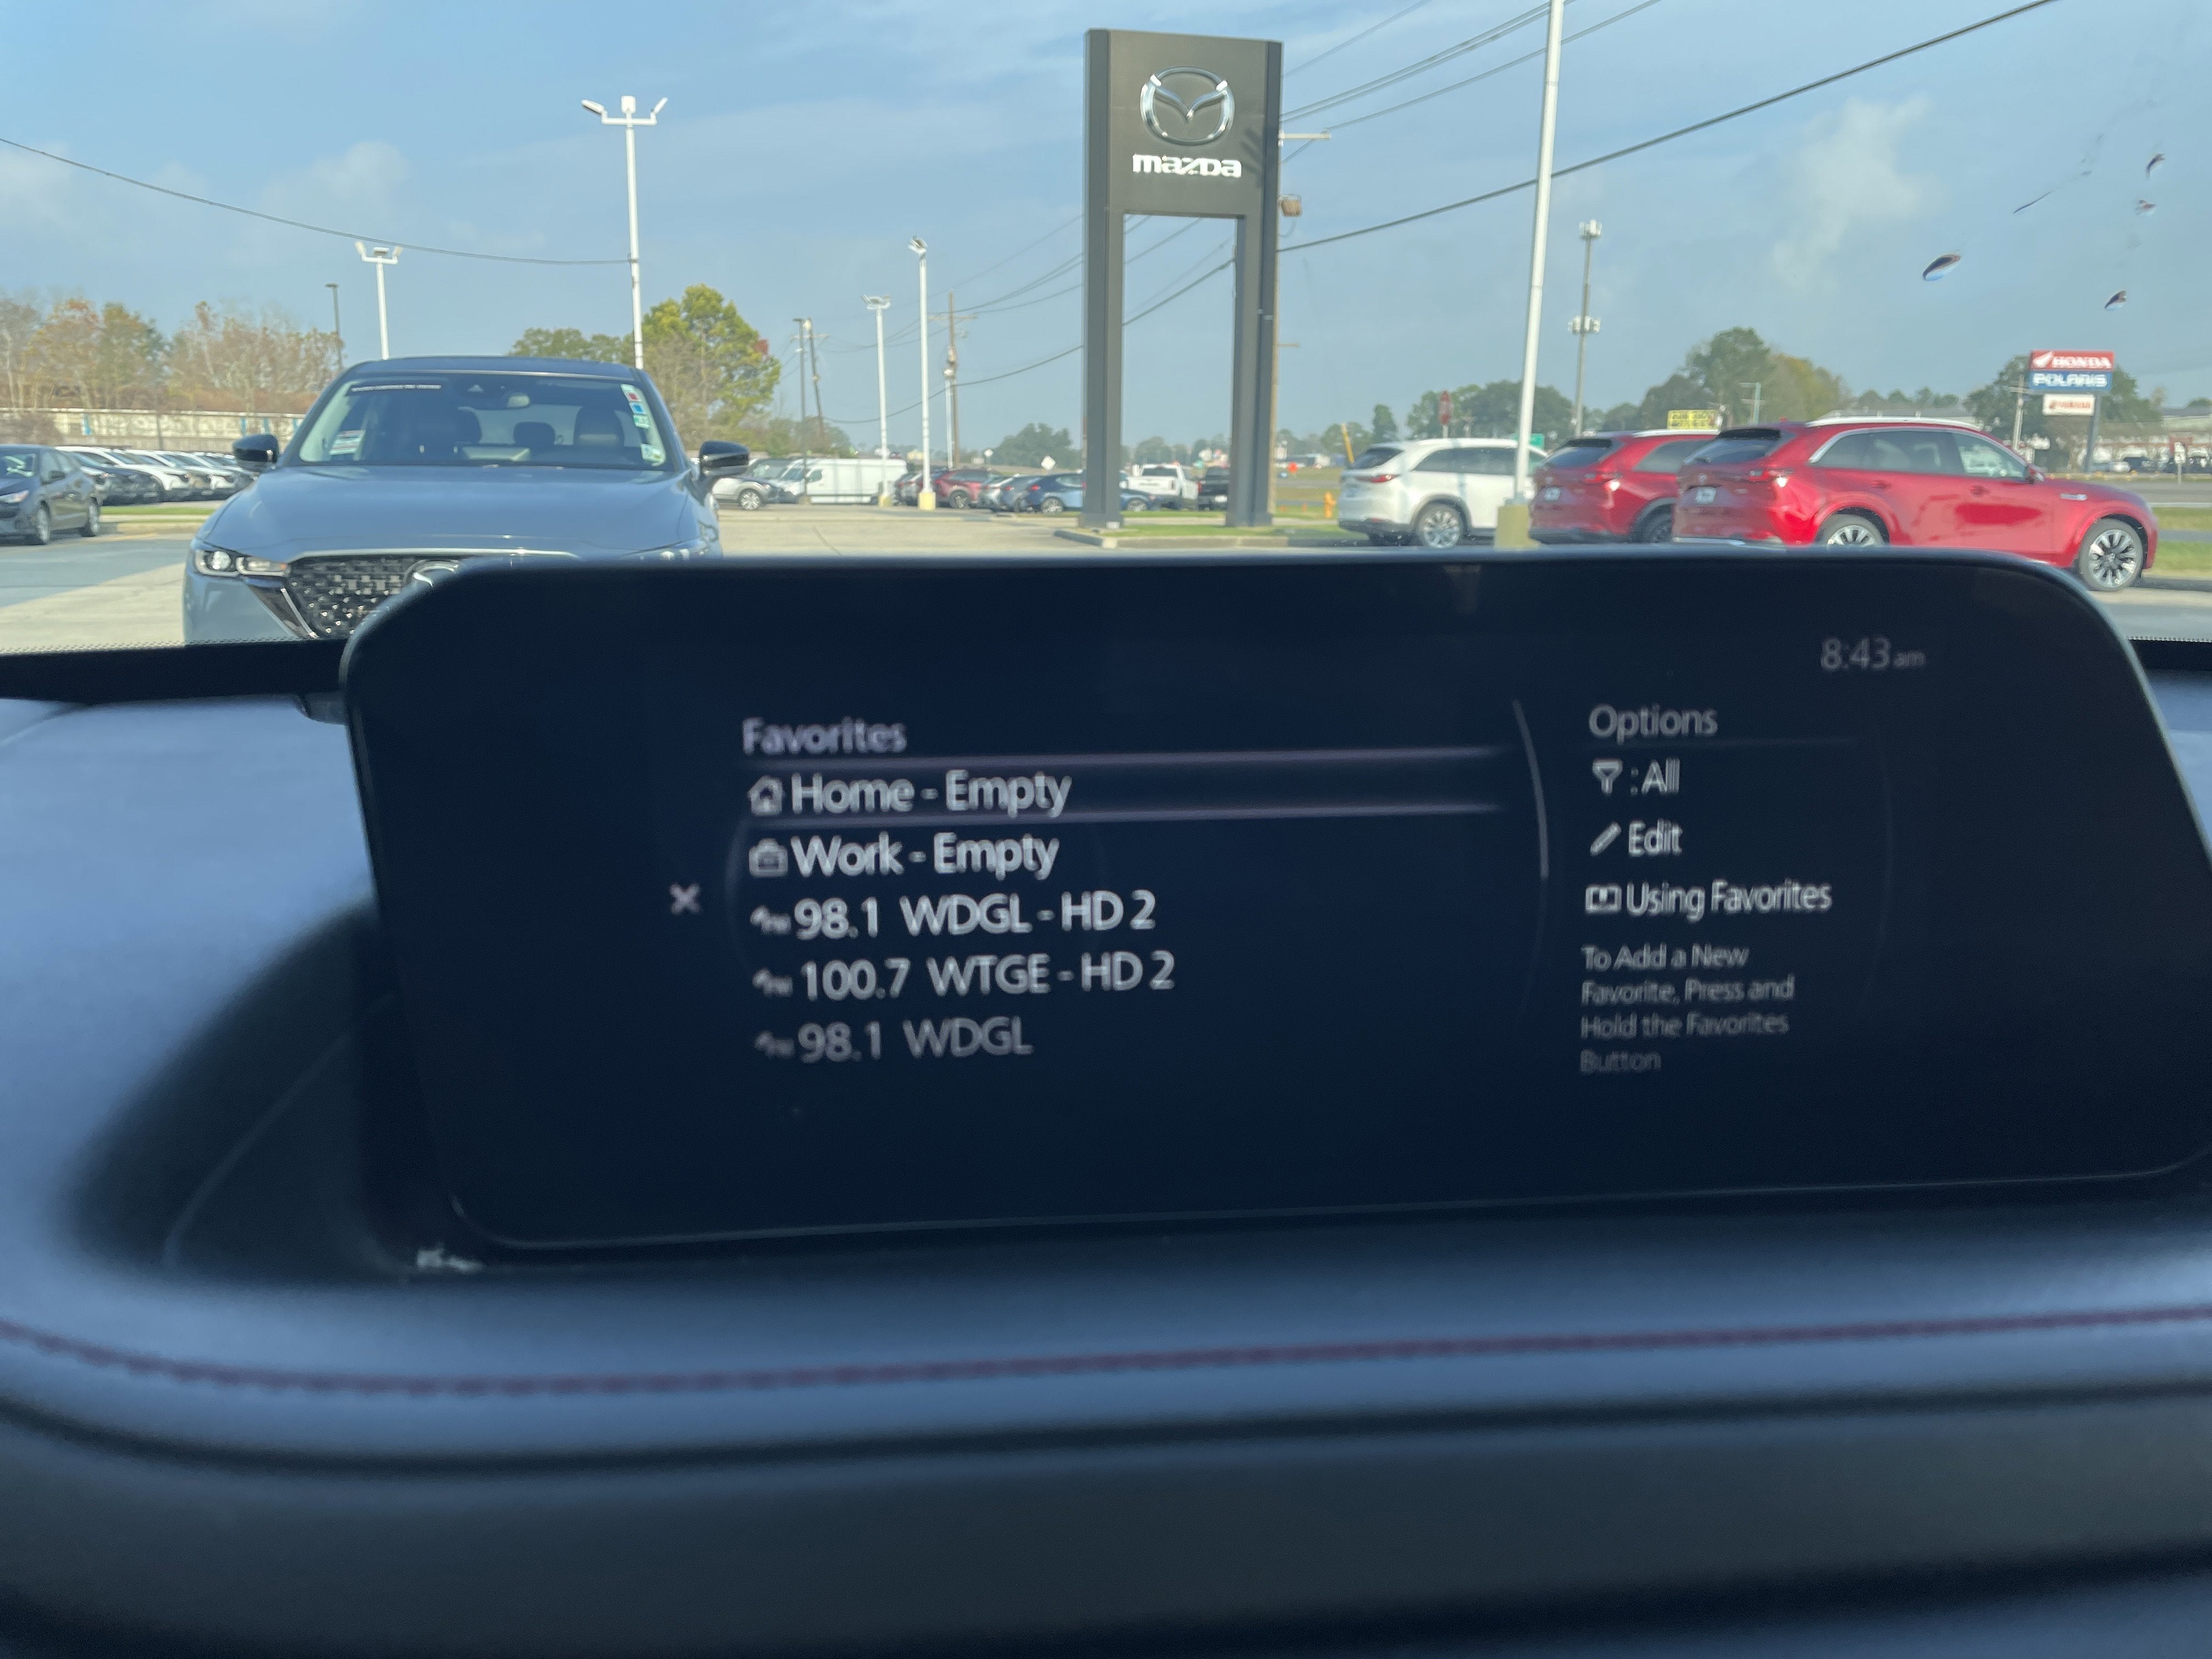 mazda
HONDA
POLARIS
8:43 am
Favorites
Home - Empty
Work - Empty
98.1 WDGL - HD 2
100.7 WTGE - HD 2
98.1 WDGL
Options
: All
Edit
Using Favorites
To Add a New
Favorite, Press and
Hold the Favorites
Button